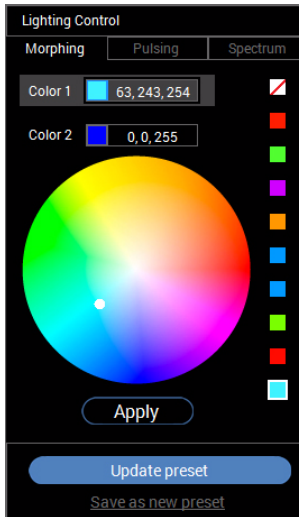 Lighting Control
Morphing Pulsing Spectrum
Color 1 63, 243, 254
Color 2 0, 0, 255
Apply
Update preset
Save as new preset